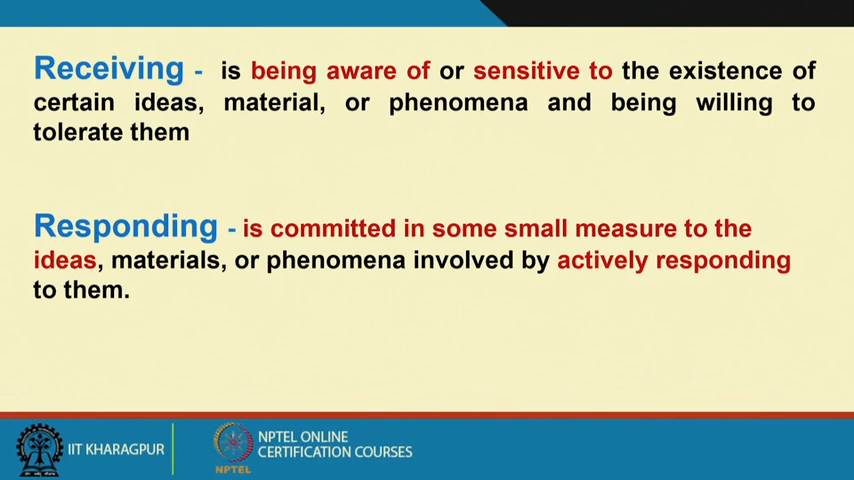 Receiving - is being aware of or sensitive to the existence of
certain ideas, material, or phenomena and being willing to
tolerate them
Responding - is committed in some small measure to the
ideas, materials, or phenomena involved by actively responding
to them.
IIT KHARAGPUR
NPTEL
NPTEL ONLINE
CERTIFICATION COURSES